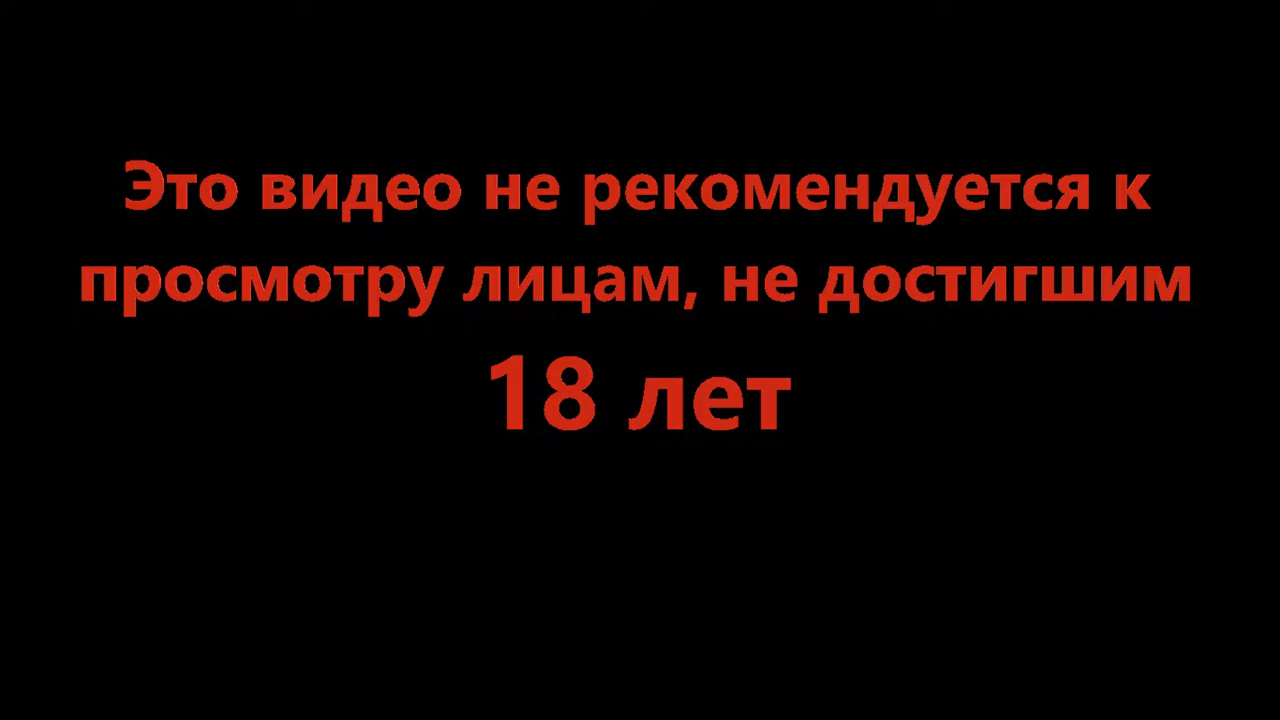 Это видео не рекомендуется к
просмотру лицам, не достигшим
18 лет